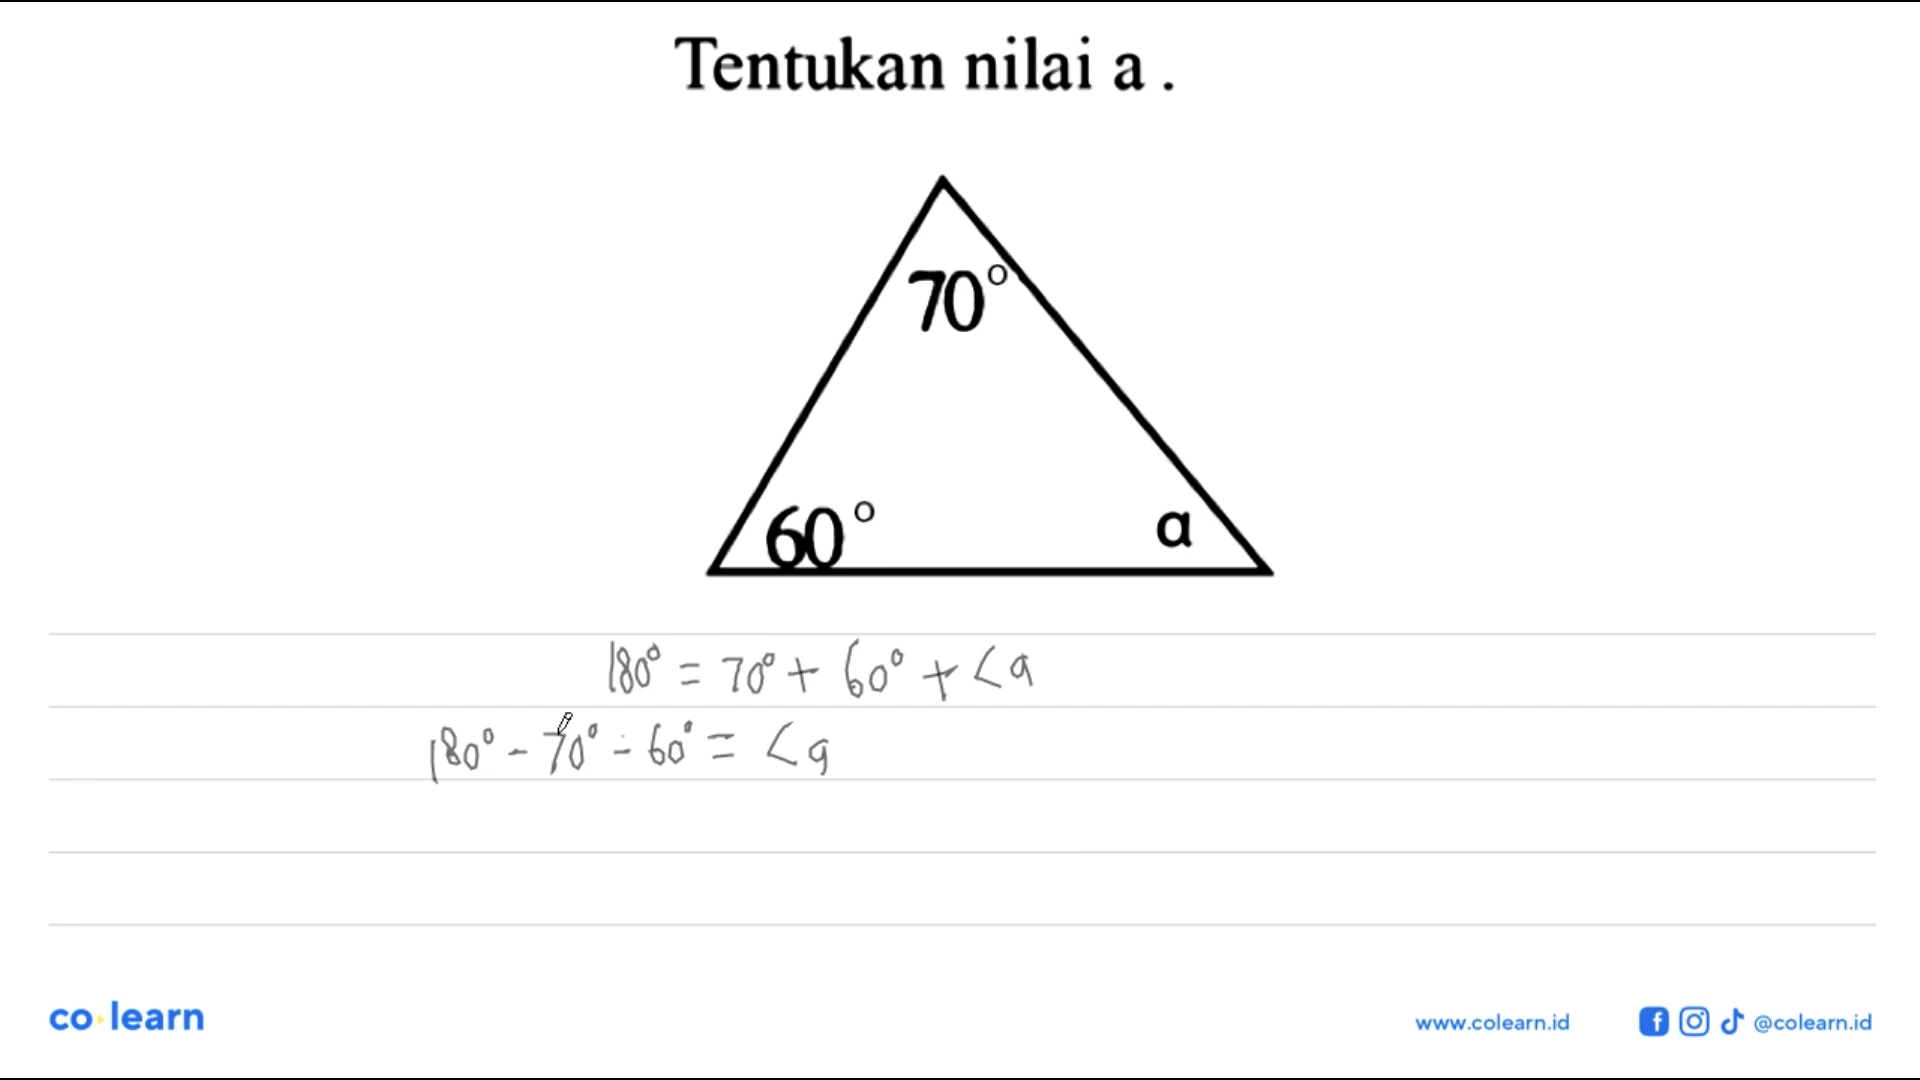 Tentukan nilai a .
70°
60° a
180° = 70° + 60° + <a
180° - 70° - 60° = <a
co learn
www.colearn.id @colearn.id